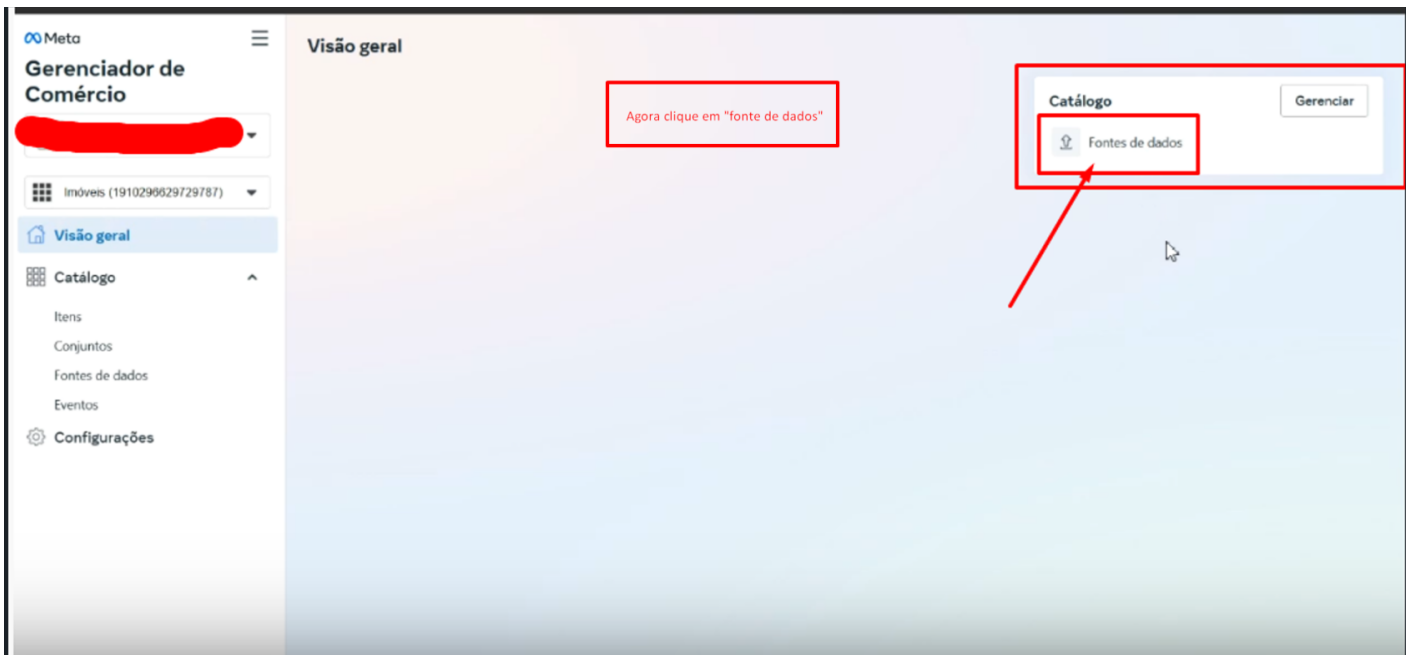 Meta
Gerenciador de
Comércio
Imóveis (1910296629729787)
Visão geral
Catálogo
Itens
Conjuntos
Fontes de dados
Eventos
Configurações
Visão geral
Agora clique em "fonte de dados"
Catálogo
Gerenciar
Fontes de dados